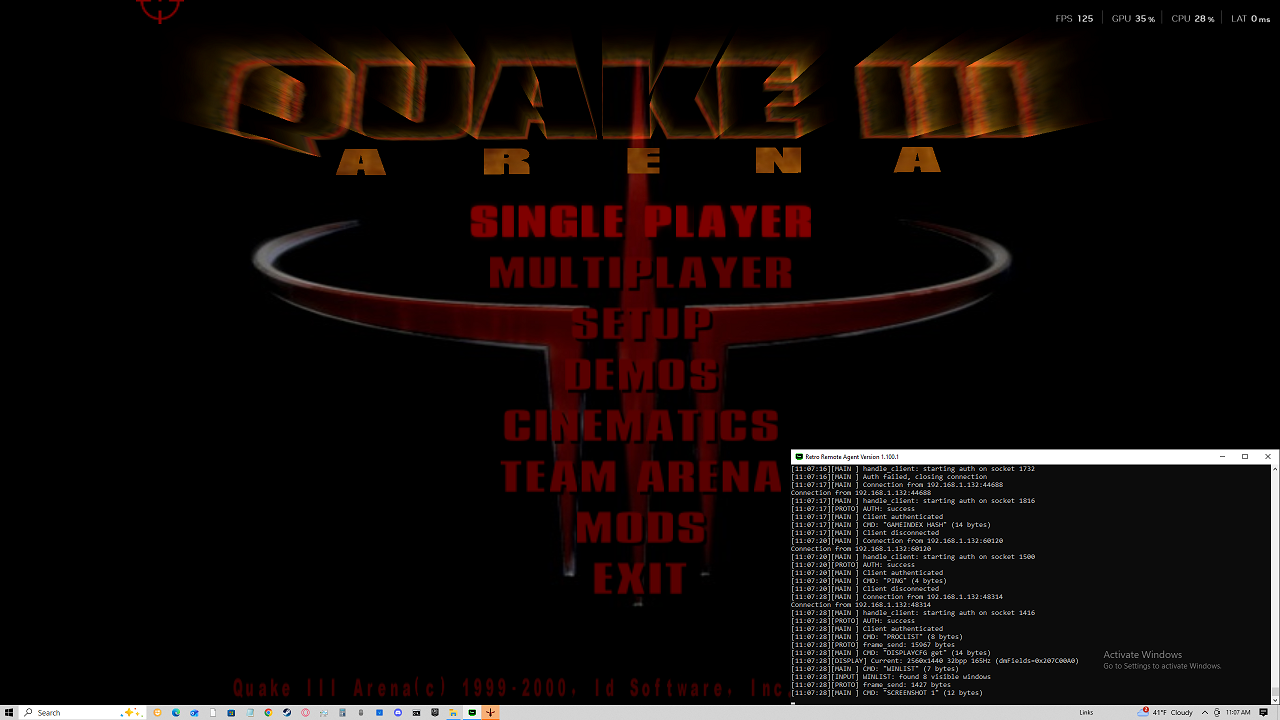 FPS 125 GPU 35 % CPU 28 % LAT 0 ms
QUAKE III
ARENA
SINGLE PLAYER
MULTIPLAYER
SETUP
DEMOS
CINEMATICS
TEAM ARENA
MODS
EXIT
Quake III Arena(c) 1999-2000, Id Software, Inc.
Retro Remote Agent Version 1.100.1
[11:07:16][MAIN ] handle_client: starting auth on socket 1732
[11:07:16][MAIN ] Auth failed, closing connection
[11:07:17][MAIN ] Connection from 192.168.1.132:44688
Connection from 192.168.1.132:44688
[11:07:17][MAIN ] handle_client: starting auth on socket 1816
[11:07:17][PROTO] AUTH: success
[11:07:17][MAIN ] Client authenticated
[11:07:17][MAIN ] CMD: "GAMEINDEX HASH" (14 bytes)
[11:07:17][MAIN ] Client disconnected
[11:07:20][MAIN ] Connection from 192.168.1.132:60120
Connection from 192.168.1.132:60120
[11:07:20][MAIN ] handle_client: starting auth on socket 1500
[11:07:20][PROTO] AUTH: success
[11:07:20][MAIN ] Client authenticated
[11:07:20][MAIN ] CMD: "PING" (4 bytes)
[11:07:20][MAIN ] Client disconnected
[11:07:28][MAIN ] Connection from 192.168.1.132:48314
Connection from 192.168.1.132:48314
[11:07:28][MAIN ] handle_client: starting auth on socket 1416
[11:07:28][PROTO] AUTH: success
[11:07:28][MAIN ] Client authenticated
[11:07:28][MAIN ] CMD: "PROCLIST" (8 bytes)
[11:07:28][PROTO] frame_send: 15967 bytes
[11:07:28][MAIN ] CMD: "DISPLAYCFG get" (14 bytes)
[11:07:28][DISPLAY] Current: 2560x1440 32bpp 165Hz (dmFields=0x207C00A0)
[11:07:28][MAIN ] CMD: "WINLIST" (7 bytes)
[11:07:28][INPUT] WINLIST: found 8 visible windows
[11:07:28][PROTO] frame_send: 1427 bytes
[11:07:28][MAIN ] CMD: "SCREENSHOT 1" (12 bytes)
Activate Windows
Go to Settings to activate Windows.
Search
Links
41°F Cloudy
11:07 AM